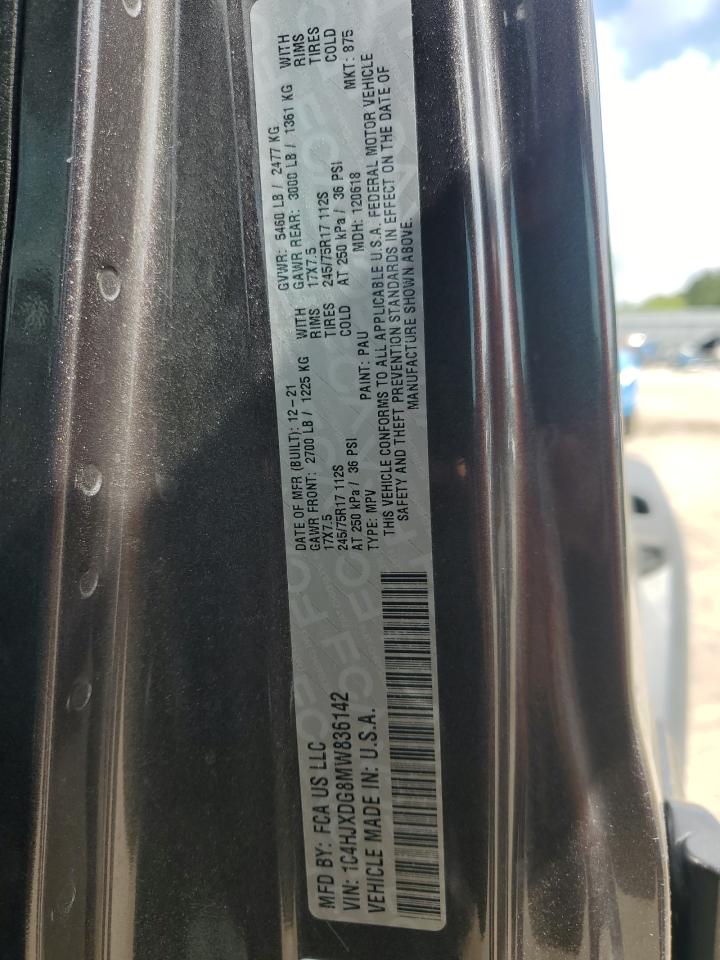 MFD BY: FCA US LLC
VIN: 1C4HJXDG8MW836142
VEHICLE MADE IN: U.S.A.
DATE OF MFR (BUILT): 12-21 GVWR: 5460 LB / 2477 KG
GAWR FRONT: 2700 LB / 1225 KG WITH GAWR REAR: 3000 LB / 1361 KG WITH
17X7.5 RIMS 17X7.5 RIMS
245/75R17 112S TIRES 245/75R17 112S TIRES
AT 250 kPa / 36 PSI COLD AT 250 kPa / 36 PSI COLD
TYPE: MPV PAINT: PAU MDH: 120618 MKT: 875
THIS VEHICLE CONFORMS TO ALL APPLICABLE U.S.A. FEDERAL MOTOR VEHICLE
SAFETY AND THEFT PREVENTION STANDARDS IN EFFECT ON THE DATE OF
MANUFACTURE SHOWN ABOVE.